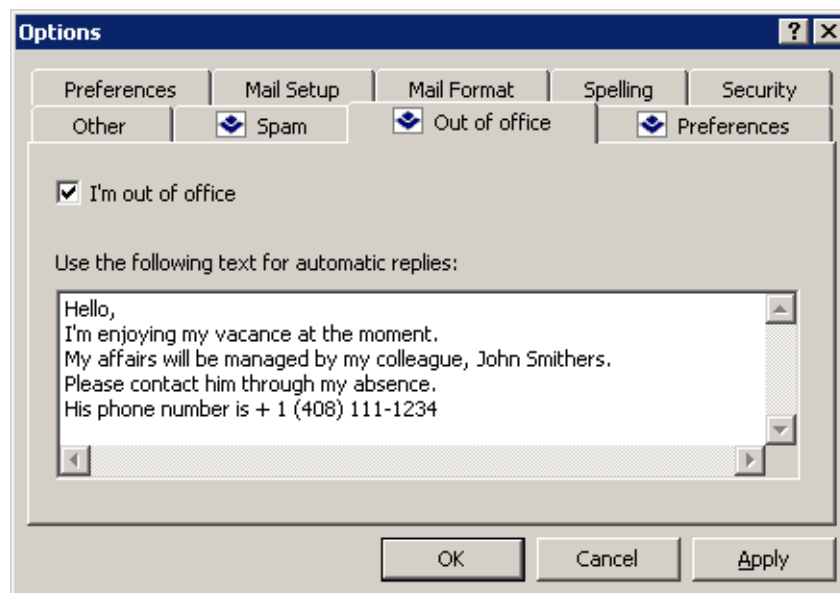 Options
Preferences Mail Setup Mail Format Spelling Security
Other Spam Out of office Preferences
I'm out of office
Use the following text for automatic replies:
Hello,
I'm enjoying my vacance at the moment.
My affairs will be managed by my colleague, John Smithers.
Please contact him through my absence.
His phone number is + 1 (408) 111-1234
OK Cancel Apply